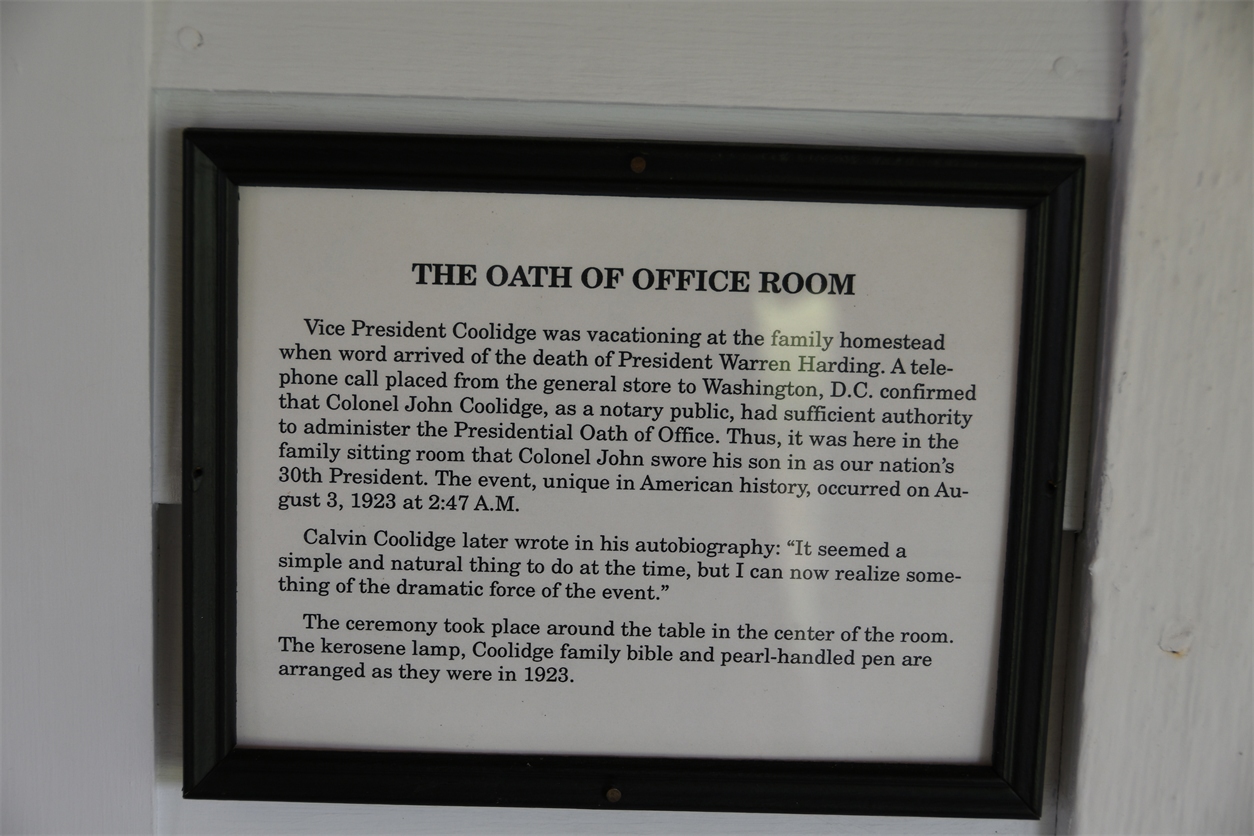 THE OATH OF OFFICE ROOM
Vice President Coolidge was vacationing at the family homestead
when word arrived of the death of President Warren Harding. A tele-
phone call placed from the general store to Washington, D.C. confirmed
that Colonel John Coolidge, as a notary public, had sufficient authority
to administer the Presidential Oath of Office. Thus, it was here in the
family sitting room that Colonel John swore his son in as our nation's
30th President. The event, unique in American history, occurred on Au-
gust 3, 1923 at 2:47 A.M.
Calvin Coolidge later wrote in his autobiography: “It seemed a
simple and natural thing to do at the time, but I can now realize some-
thing of the dramatic force of the event.”
The ceremony took place around the table in the center of the room.
The kerosene lamp, Coolidge family bible and pearl-handled pen are
arranged as they were in 1923.